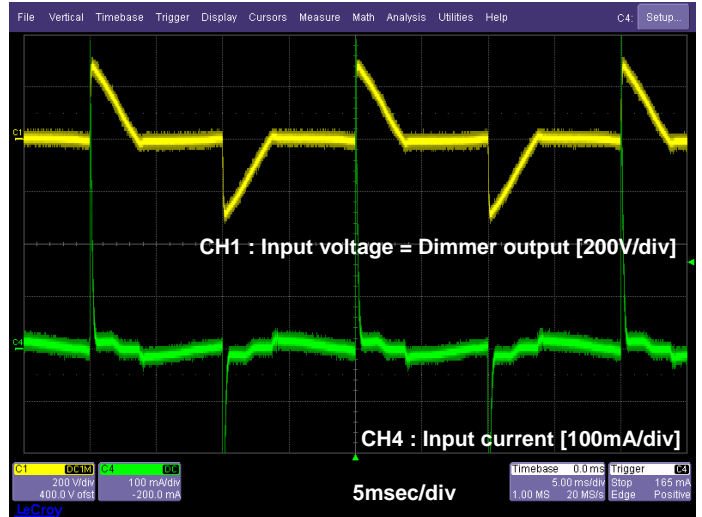 File Vertical Timebase Trigger Display Cursors Measure Math Analysis Utilities Help C4: Setup...
C1
CH1 : Input voltage = Dimmer output [200V/div]
C4
CH4 : Input current [100mA/div]
C1 DC1M C4 DC Timebase 0.0 ms Trigger C4
200 V/div 100 mA/div 5.00 ms/div Stop 165 mA
400.0 V ofst -200.0 mA 5msec/div 1.00 MS 20 MS/s Edge Positive
LeCroy